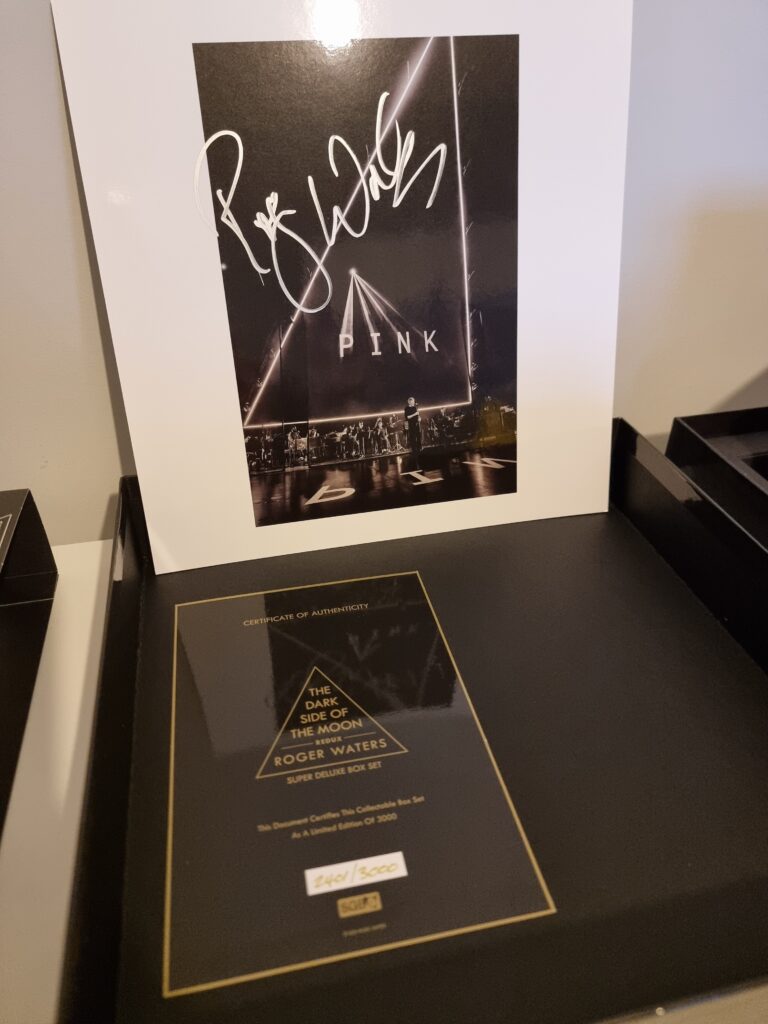 Roger Waters
PINK
PIN
CERTIFICATE OF AUTHENTICITY
THE
DARK
SIDE OF
THE MOON
REDUX
ROGER WATERS
SUPER DELUXE BOX SET
This Document Certifies This Collectable Box Set
As A Limited Edition Of 3000
2401/3000